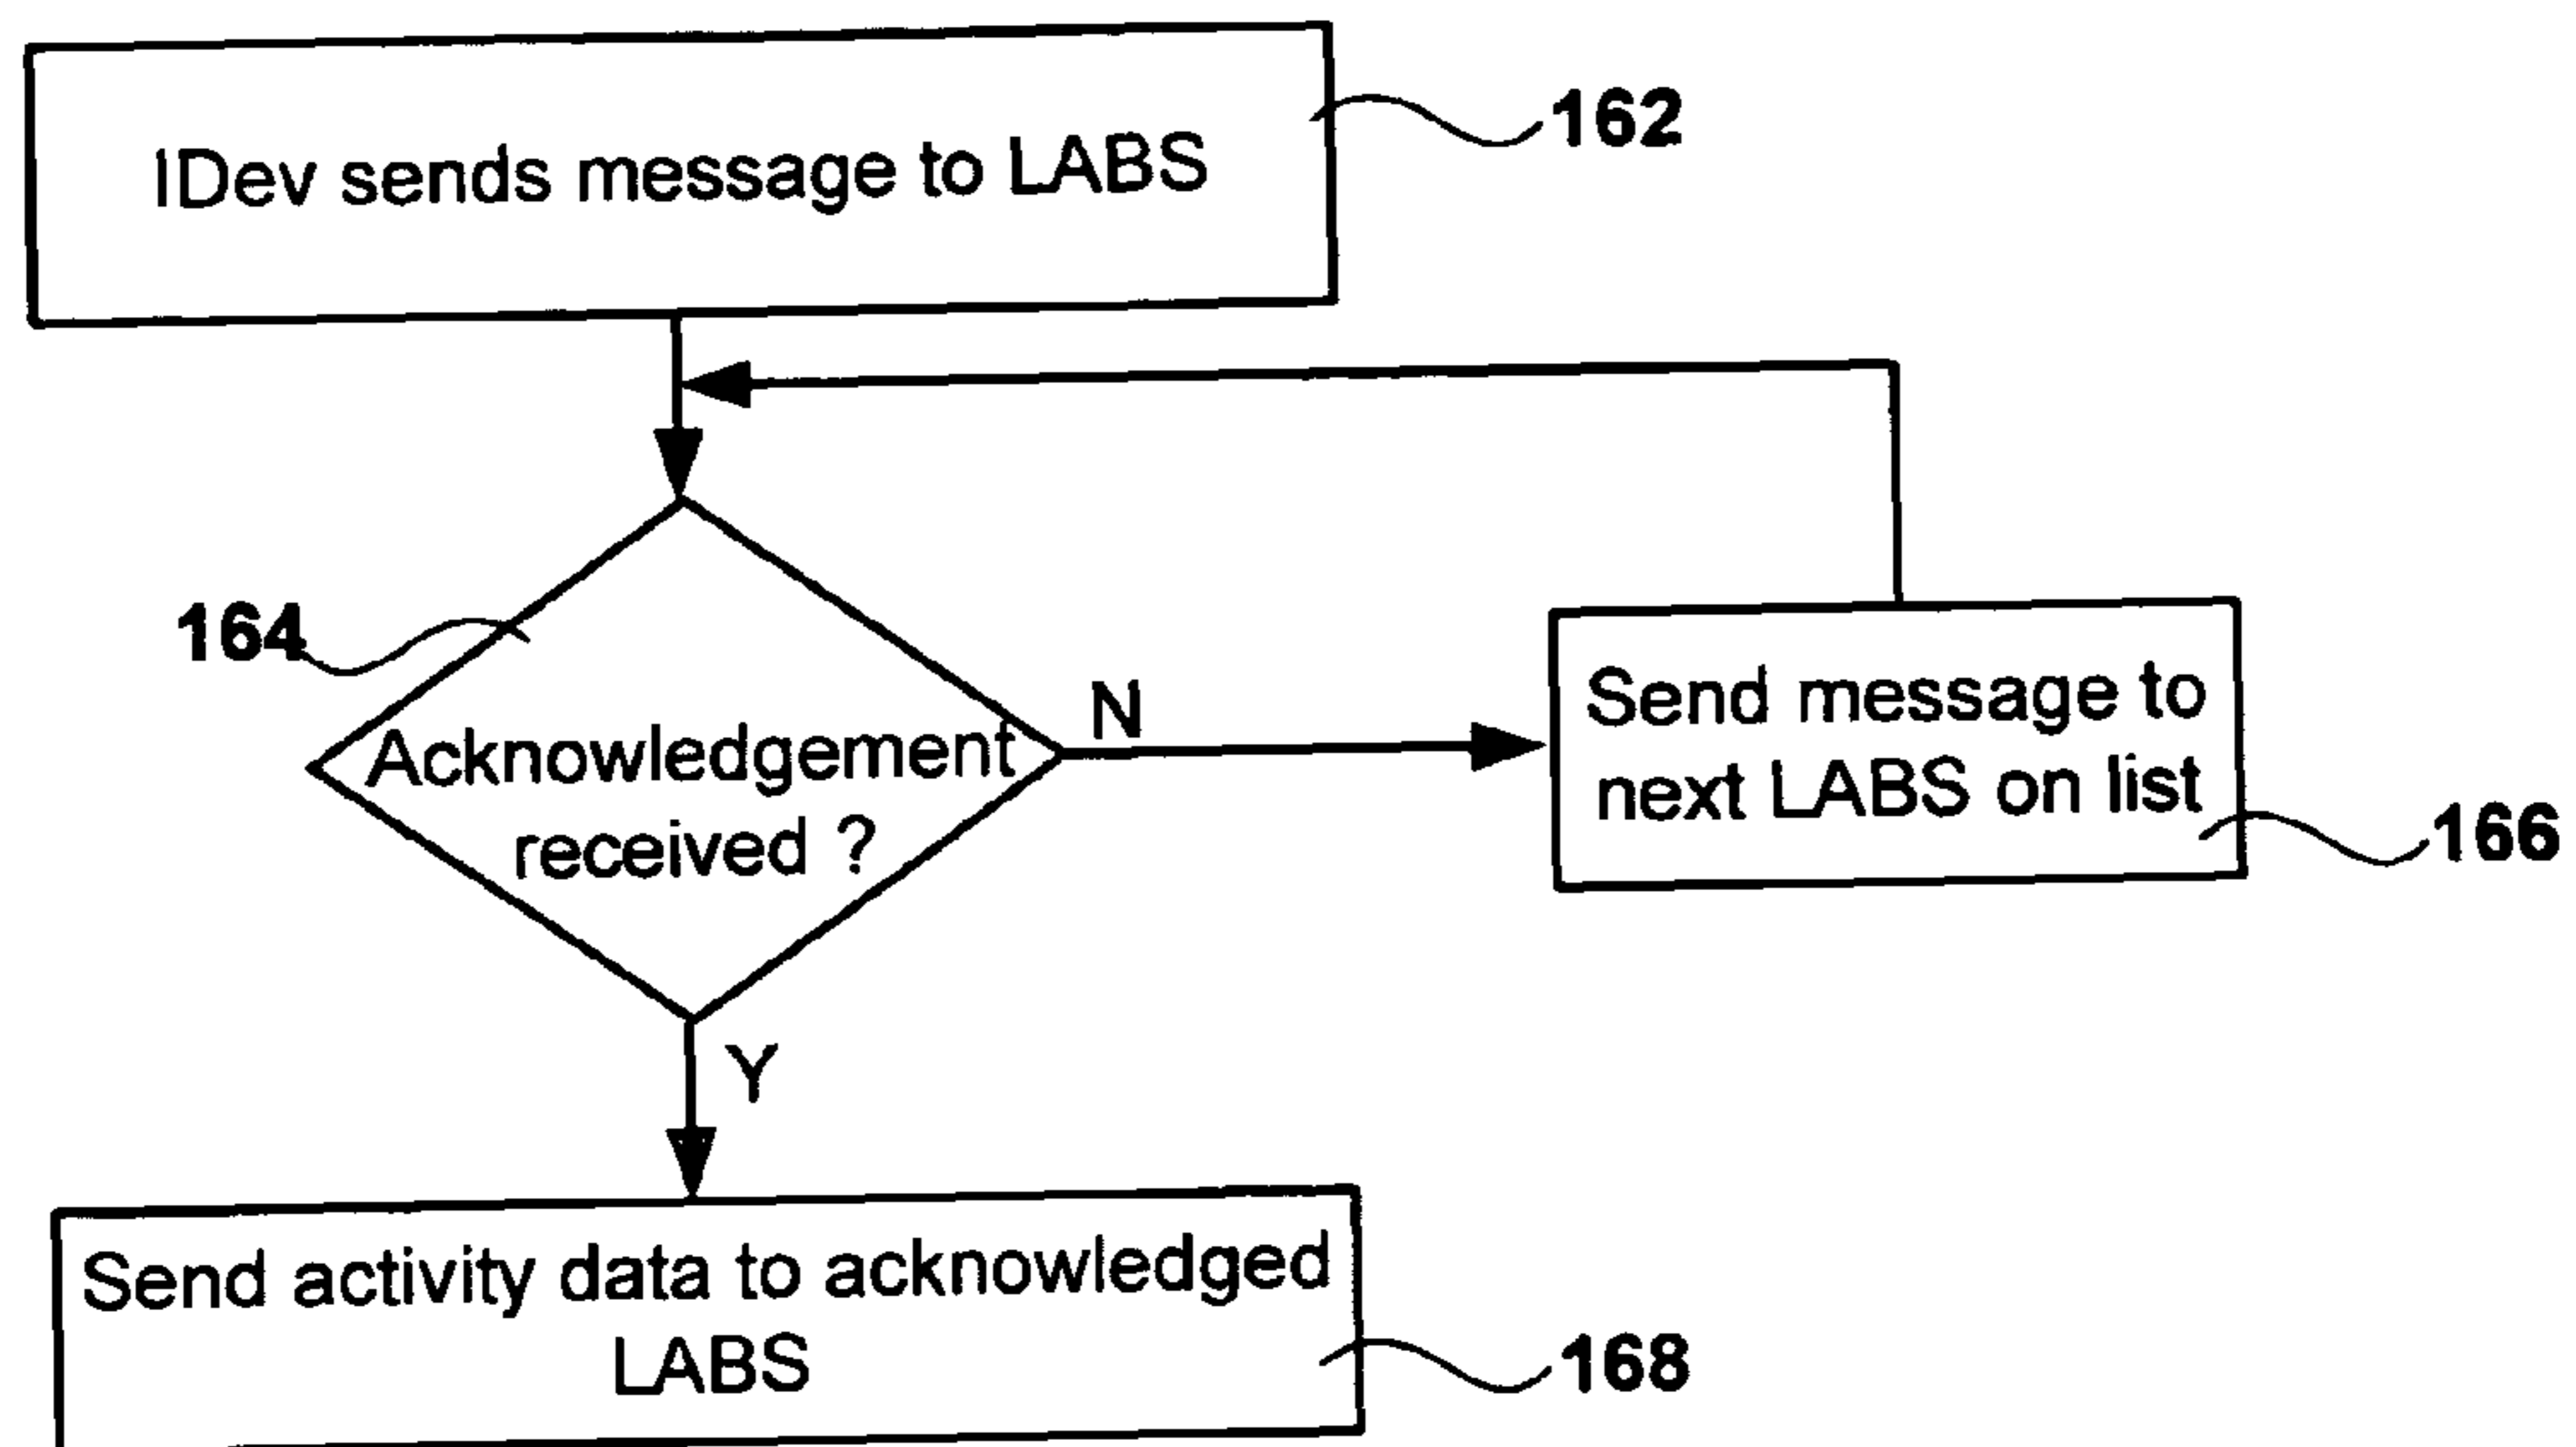 IDev sends message to LABS
162
164
Acknowledgement
received ?
N
Send message to
next LABS on list
166
Y
Send activity data to acknowledged
LABS
168